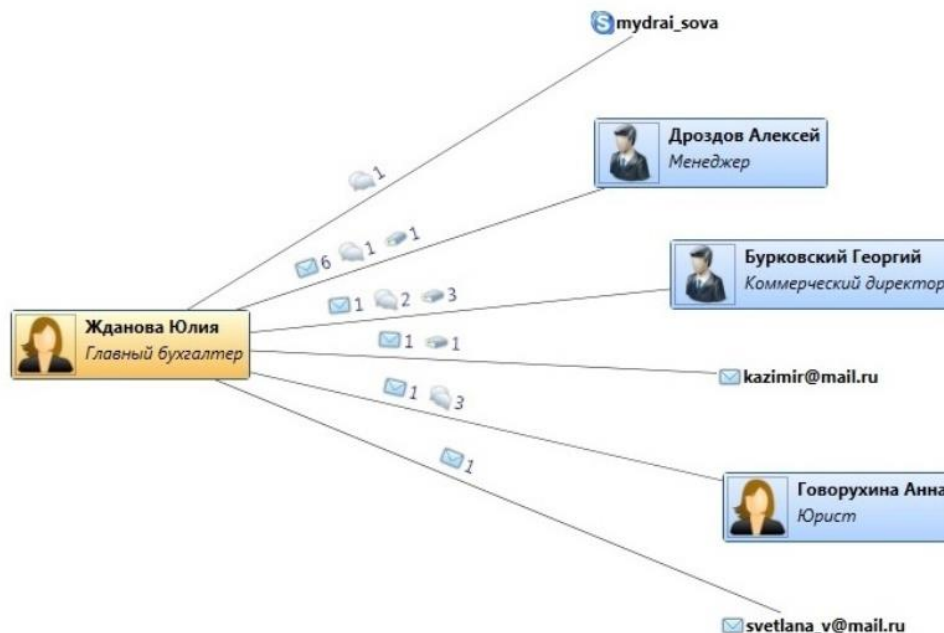 mydrai_sova
1
Дроздов Алексей
Менеджер
6 1 1
Бурковский Георгий
Коммерческий директор
1 2 3
Жданова Юлия
Главный бухгалтер
1 1
kazimir@mail.ru
1 3
1
Говорухина Анна
Юрист
svetlana_v@mail.ru